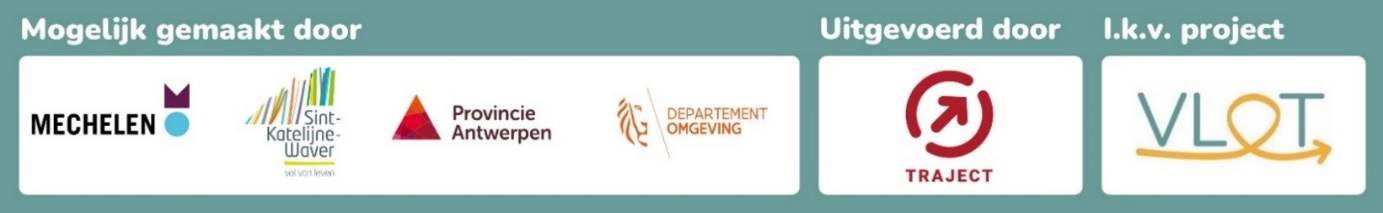 Mogelijk gemaakt door
MECHELEN
Sint-
Katelijne-
Waver
vol van leven
Provincie
Antwerpen
DEPARTEMENT
OMGEVING
Uitgevoerd door
TRAJECT
I.k.v. project
VLOT